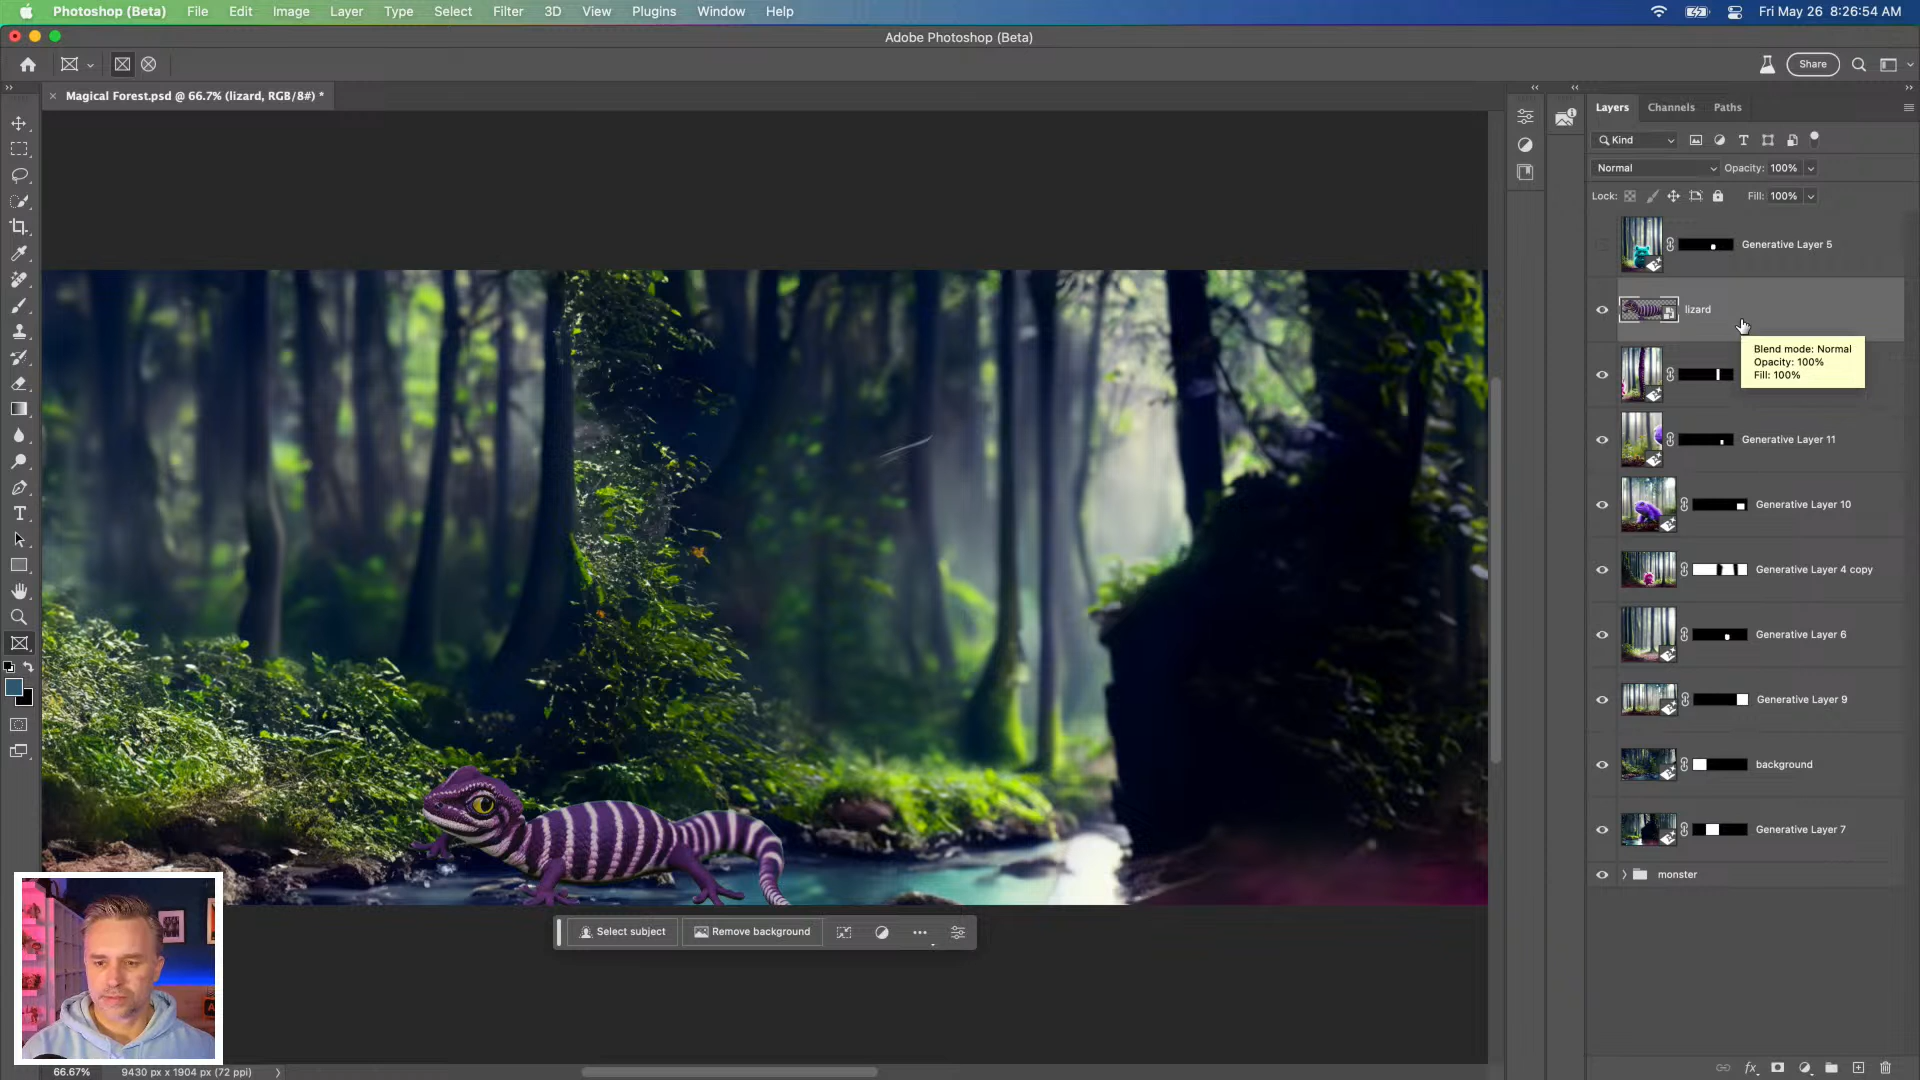 Photoshop (Beta) File Edit Image Layer Type Select Filter 3D View Plugins Window Help Fri May 26 8:26:54 AM
Adobe Photoshop (Beta)
Share
Magical Forest.psd @ 66.7% (lizard, RGB/8#) *
Layers Channels Paths
Kind
Normal Opacity: 100%
Lock: Fill: 100%
Generative Layer 5
lizard
Blend mode: Normal
Opacity: 100%
Fill: 100%
Generative Layer 11
Generative Layer 10
Generative Layer 4 copy
Generative Layer 6
Generative Layer 9
background
Generative Layer 7
monster
Select subject Remove background
66.67% 9430 px x 1904 px (72 ppi)